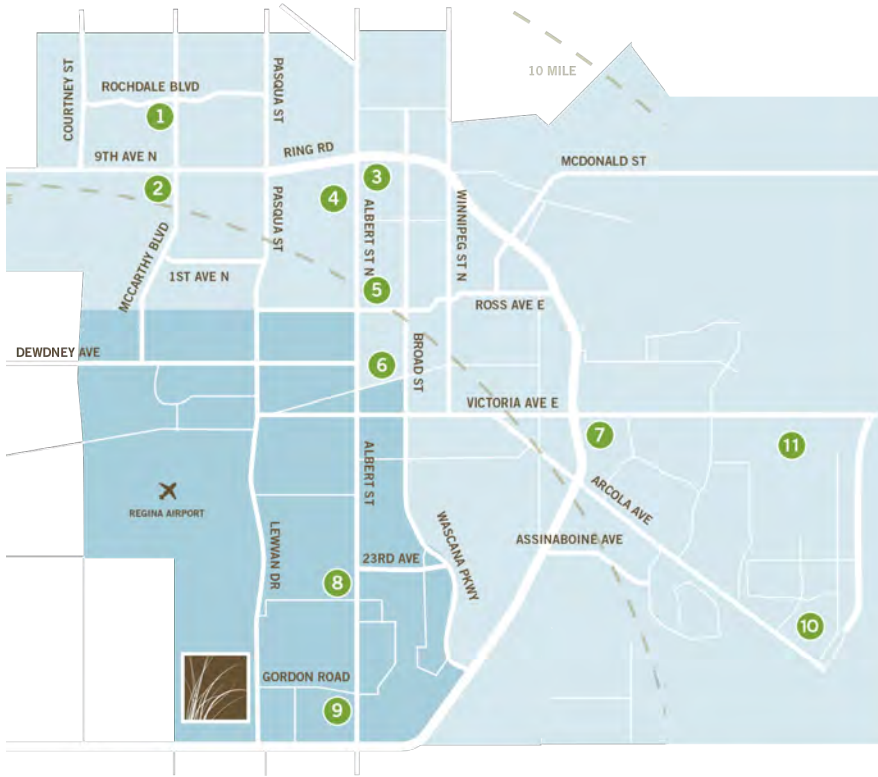 10 MILE
COURTNEY ST
ROCHDALE BLVD
PASQUA ST
1
9TH AVE N
RING RD
MCDONALD ST
2
3
4
PASQUA ST
ALBERT ST N
WINNIPEG ST N
MCCARTHY BLVD
1ST AVE N
5
ROSS AVE E
DEWDNEY AVE
6
BROAD ST
VICTORIA AVE E
7
11
ALBERT ST
ARCOLA AVE
REGINA AIRPORT
LEWVAN DR
WASCANA PKWY
ASSINABOINE AVE
23RD AVE
8
10
GORDON ROAD
9